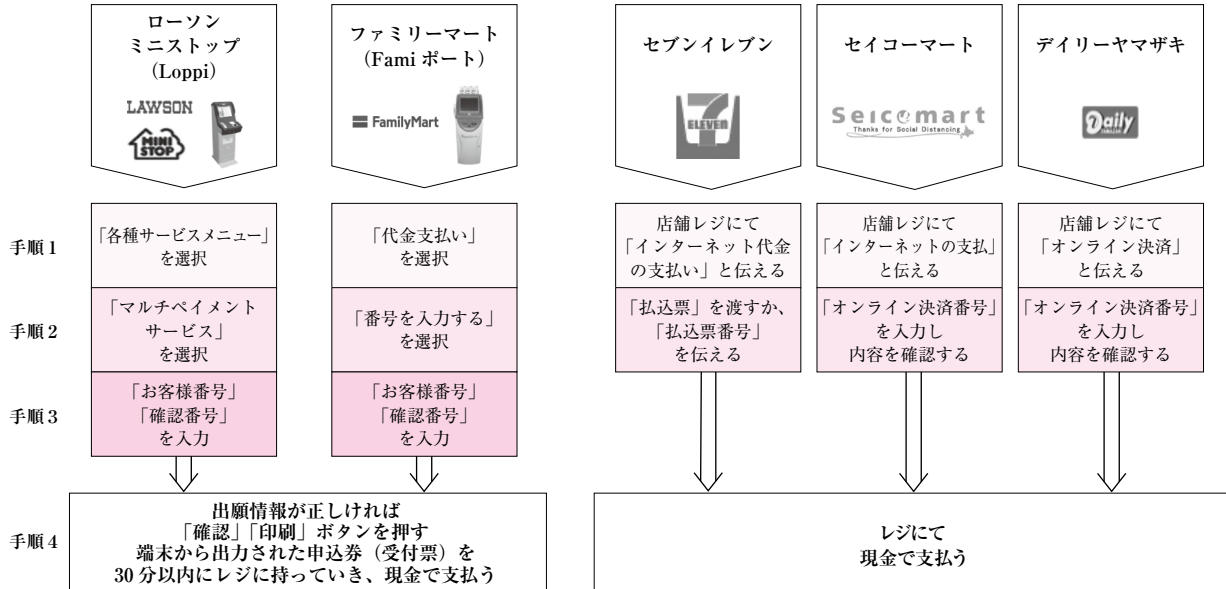 ローソン
ミニストップ
(Loppi)
LAWSON
MINI
STOP
ファミリーマート
(Fami ポート)
FamilyMart
セブンイレブン
7
ELEVEN
セイコーマート
Seicomart
Thanks for Social Distancing
デイリーヤマザキ
Daily
手順 1
「各種サービスメニュー」
を選択
「代金支払い」
を選択
店舗レジにて
「インターネット代金
の支払い」と伝える
店舗レジにて
「インターネットの支払」
と伝える
店舗レジにて
「オンライン決済」
と伝える
手順 2
「マルチペイメント
サービス」
を選択
「番号を入力する」
を選択
「払込票」を渡すか、
「払込票番号」
を伝える
「オンライン決済番号」
を入力し
内容を確認する
「オンライン決済番号」
を入力し
内容を確認する
手順 3
「お客様番号」
「確認番号」
を入力
「お客様番号」
「確認番号」
を入力
手順 4
出願情報が正しければ
「確認」「印刷」ボタンを押す
端末から出力された申込券（受付票）を
30 分以内にレジに持っていき、現金で支払う
レジにて
現金で支払う